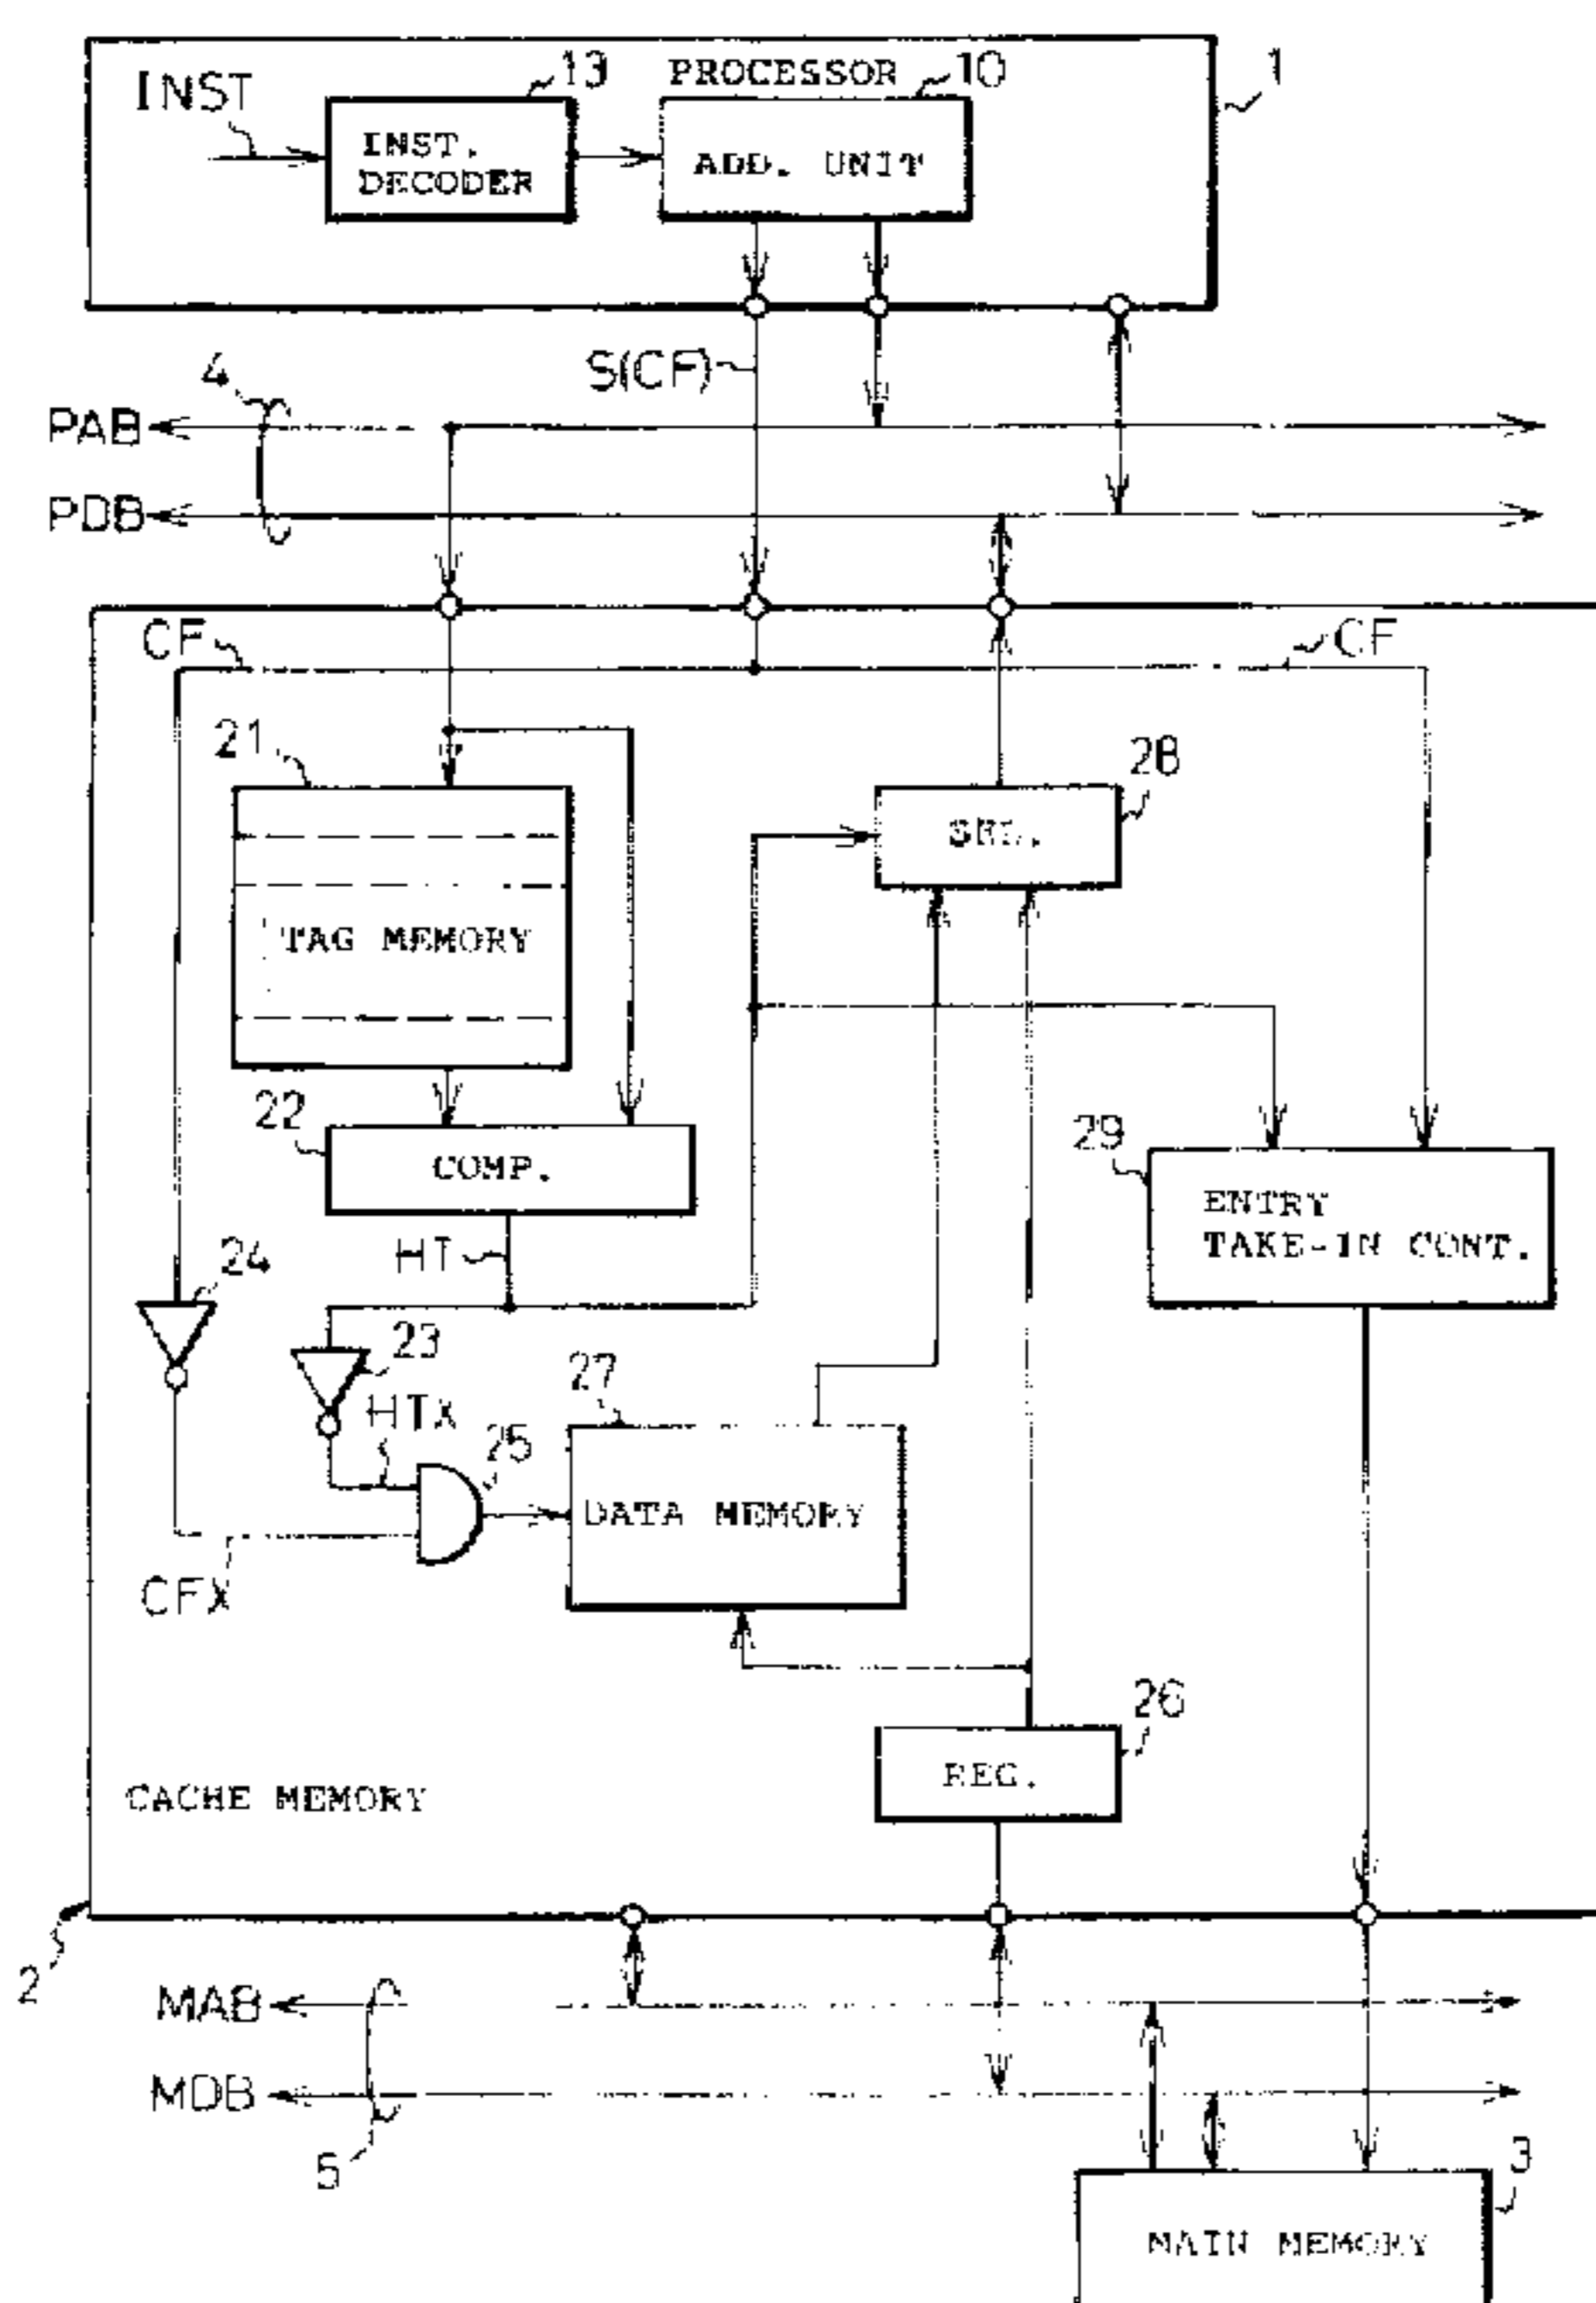 INST
13
PROCESSOR
10
1
INST.
DECODER
ADD. UNIT
S(CF)
4
PAB
PDB
CF
CF
21
28
SEL.
TAG MEMORY
22
29
COMP.
ENTRY
TAKE-IN CONT.
HT
24
23
27
HTX
25
DATA MEMORY
CFX
26
REG.
CACHE MEMORY
2
MAB
MDB
5
3
MAIN MEMORY